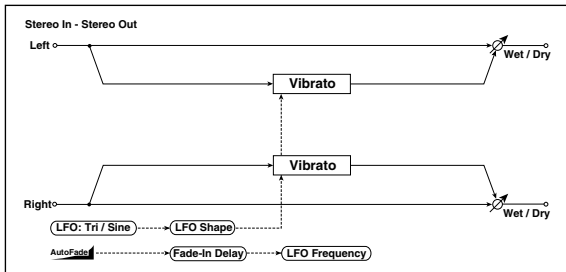 Stereo In - Stereo Out
Left
Wet / Dry
Vibrato
Vibrato
Right
Wet / Dry
LFO: Tri / Sine
LFO Shape
AutoFade
Fade-In Delay
LFO Frequency